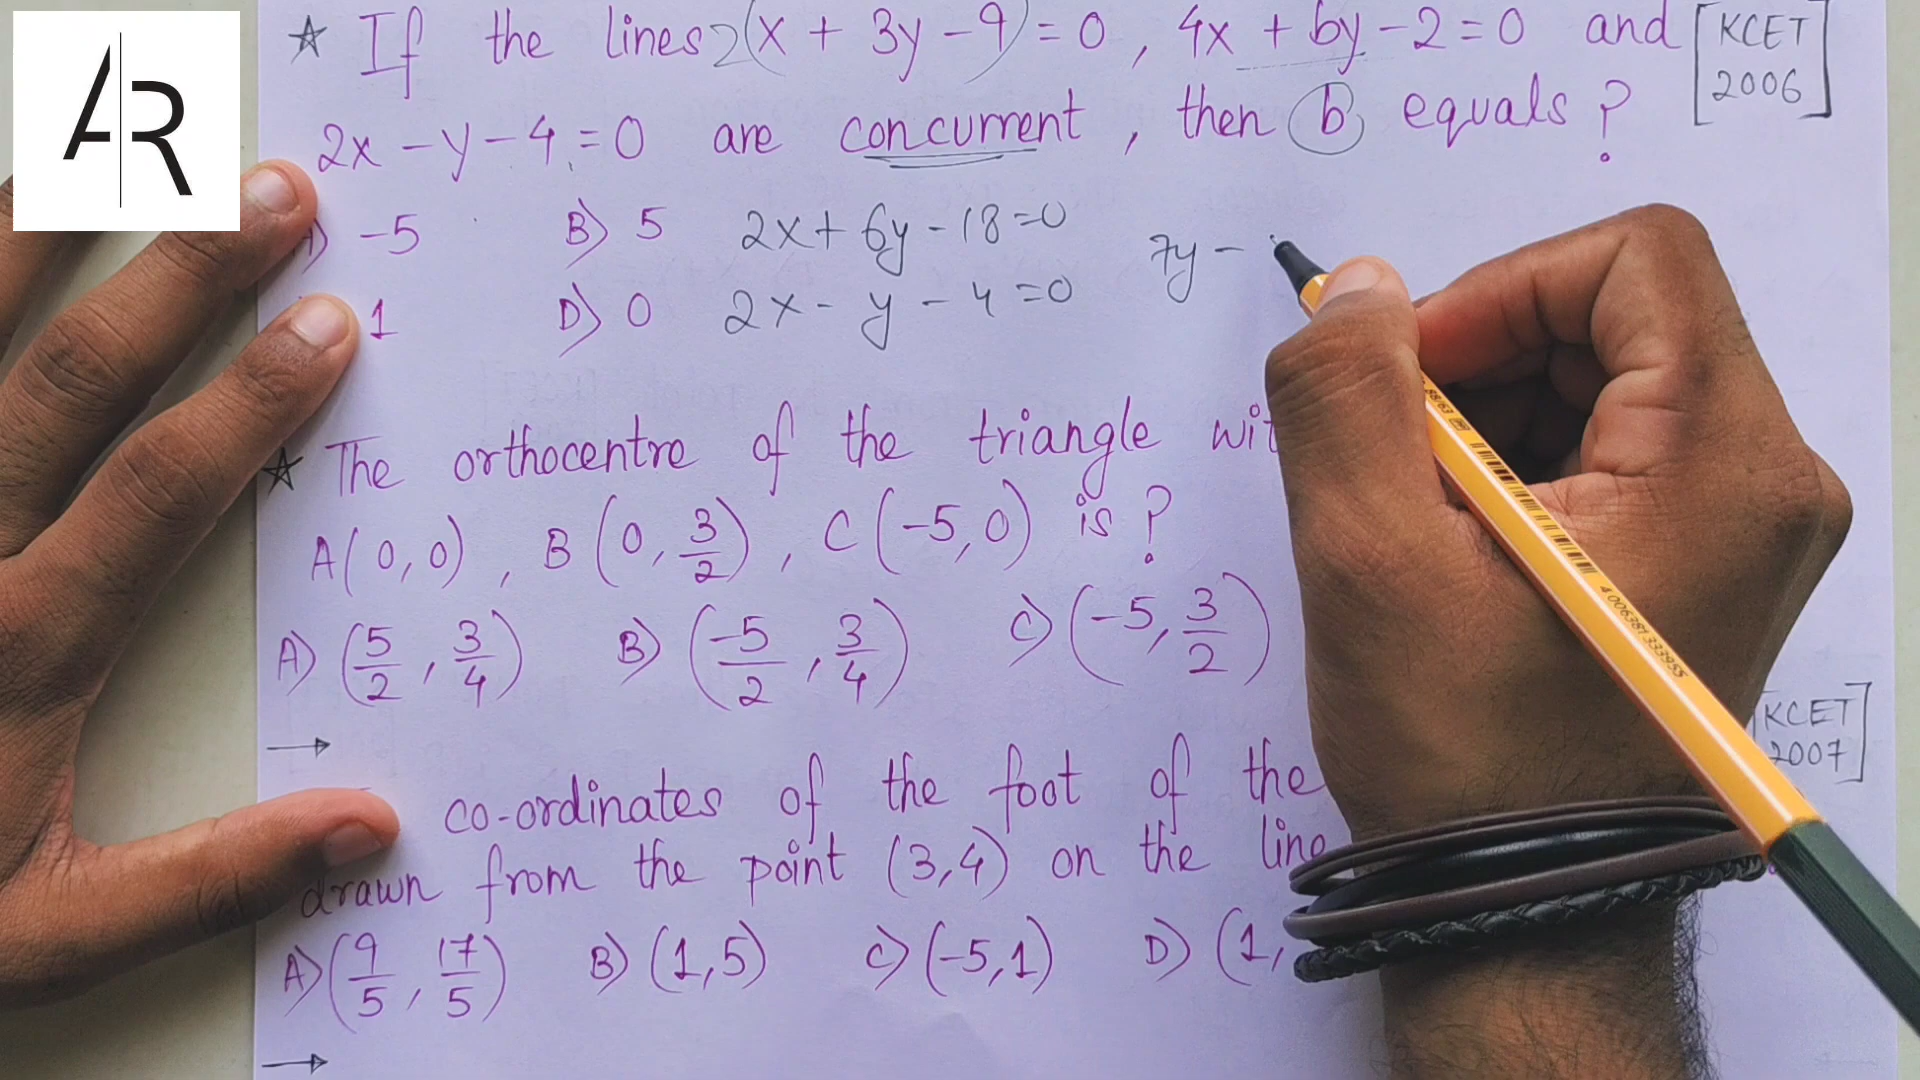 AR
☆ If the lines 2(x + 3y - 9) = 0, 4x + by - 2 = 0 and [KCET 2006]
2x - y - 4 = 0 are concurrent, then b equals ?
-5 B) 5 2x + 6y - 18 = 0 7y -
1 D) 0 2x - y - 4 = 0
☆ The orthocentre of the triangle
A(0, 0), B(0, 3/2), C(-5, 0) is ?
A) (5/2, 3/4) B) (-5/2, 3/4) C) (-5, 3/2)
→ [KCET 2007]
co-ordinates of the foot of the
drawn from the point (3, 4) on the line
A) (9/5, 17/5) B) (1, 5) C) (-5, 1) D) (1,
→
4 006381 333955